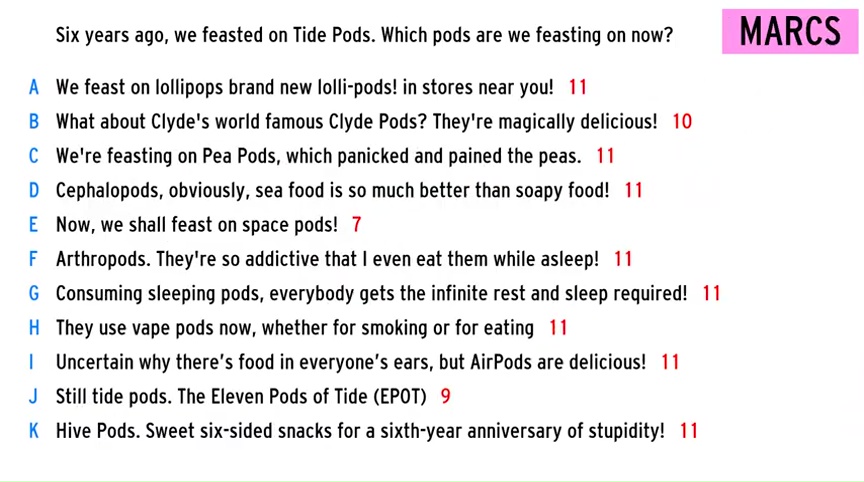 MARCS
Six years ago, we feasted on Tide Pods. Which pods are we feasting on now?
A We feast on lollipops brand new lolli-pods! in stores near you! 11
B What about Clyde's world famous Clyde Pods? They're magically delicious! 10
C We're feasting on Pea Pods, which panicked and pained the peas. 11
D Cephalopods, obviously, sea food is so much better than soapy food! 11
E Now, we shall feast on space pods! 7
F Arthropods. They're so addictive that I even eat them while asleep! 11
G Consuming sleeping pods, everybody gets the infinite rest and sleep required! 11
H They use vape pods now, whether for smoking or for eating 11
I Uncertain why there's food in everyone's ears, but AirPods are delicious! 11
J Still tide pods. The Eleven Pods of Tide (EPOT) 9
K Hive Pods. Sweet six-sided snacks for a sixth-year anniversary of stupidity! 11